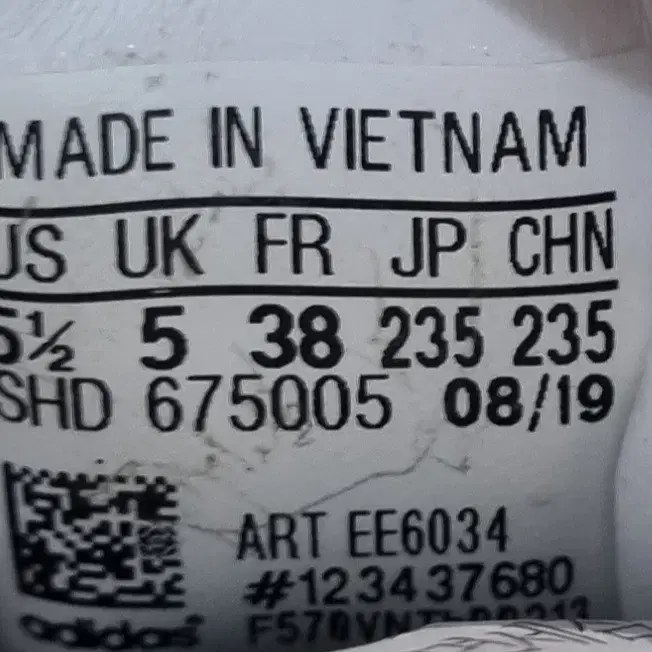 MADE IN VIETNAM
US UK FR JP CHN
5½ 5 38 235 235
SHD 675005 08/19
ART EE6034
#123437680
adidas